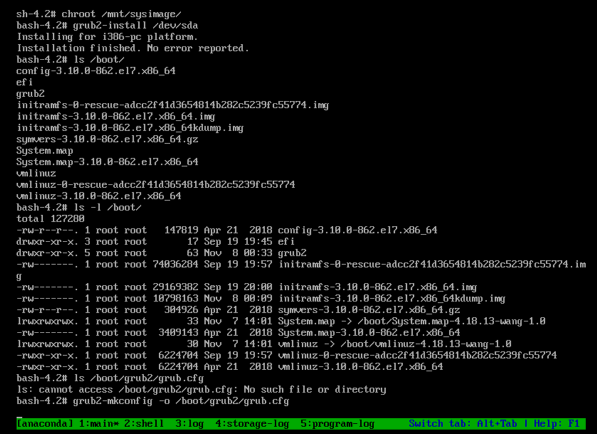 sh-4.2# chroot /mnt/sysimage/
bash-4.2# grub2-install /dev/sda
Installing for i386-pc platform.
Installation finished. No error reported.
bash-4.2# ls /boot/
config-3.10.0-862.el7.x86_64
efi
grub2
initramfs-0-rescue-adcc2f41d3654814b282c5239fc55774.img
initramfs-3.10.0-862.el7.x86_64.img
initramfs-3.10.0-862.el7.x86_64kdump.img
symvers-3.10.0-862.el7.x86_64.gz
System.map
System.map-3.10.0-862.el7.x86_64
vmlinuz
vmlinuz-0-rescue-adcc2f41d3654814b282c5239fc55774
vmlinuz-3.10.0-862.el7.x86_64
bash-4.2# ls -l /boot/
total 127280
-rw-r--r--. 1 root root   147819 Apr 21  2018 config-3.10.0-862.el7.x86_64
drwxr-xr-x. 3 root root       17 Sep 19 19:45 efi
drwxr-xr-x. 5 root root       63 Nov  8 00:33 grub2
-rw-------. 1 root root 74036284 Sep 19 19:57 initramfs-0-rescue-adcc2f41d3654814b282c5239fc55774.im
g
-rw-------. 1 root root 29169382 Sep 19 20:00 initramfs-3.10.0-862.el7.x86_64.img
-rw-------. 1 root root 10798163 Nov  8 00:09 initramfs-3.10.0-862.el7.x86_64kdump.img
-rw-------. 1 root root   304926 Apr 21  2018 symvers-3.10.0-862.el7.x86_64.gz
lrwxrwxrwx. 1 root root       33 Nov  7 14:01 System.map -> /boot/System.map-4.18.13-wang-1.0
-rw-------. 1 root root  3409143 Apr 21  2018 System.map-3.10.0-862.el7.x86_64
lrwxrwxrwx. 1 root root       30 Nov  7 14:01 vmlinuz -> /boot/vmlinuz-4.18.13-wang-1.0
-rwxr-xr-x. 1 root root  6224704 Sep 19 19:57 vmlinuz-0-rescue-adcc2f41d3654814b282c5239fc55774
-rwxr-xr-x. 1 root root  6224704 Apr 21  2018 vmlinuz-3.10.0-862.el7.x86_64
bash-4.2# ls /boot/grub2/grub.cfg
ls: cannot access /boot/grub2/grub.cfg: No such file or directory
bash-4.2# grub2-mkconfig -o /boot/grub2/grub.cfg
[anaconda] 1:main* 2:shell  3:log  4:storage-log  5:program-log     Switch tab: Alt+Tab | Help: F1